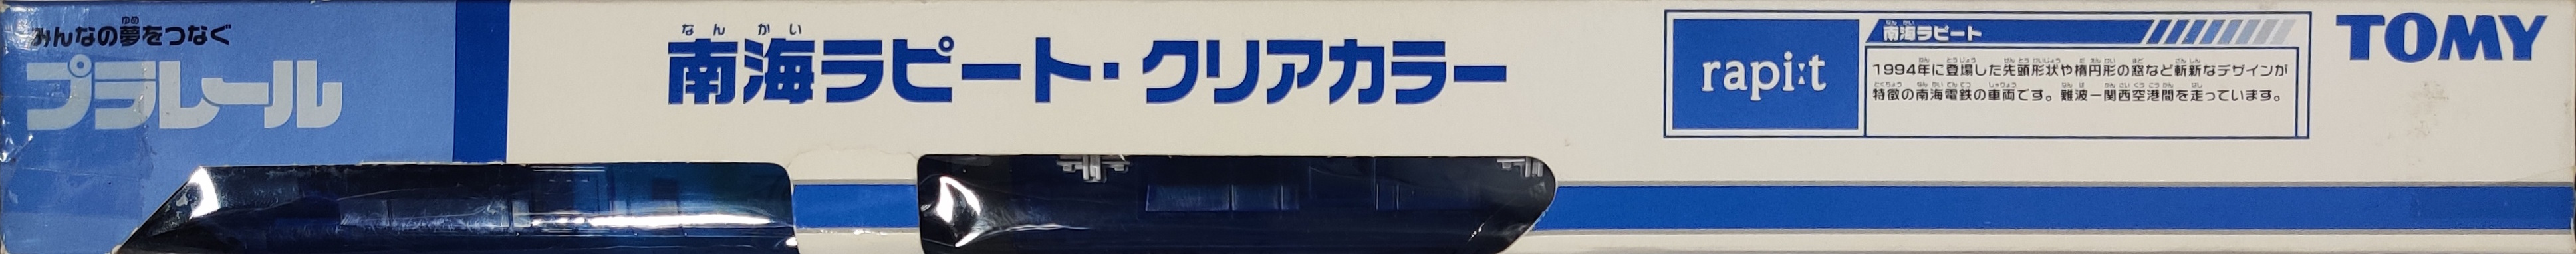 みんなの夢をつなぐ
プラレール
南海ラピート・クリアカラー
rapi:t
南海ラピート
1994年に登場した先頭形状や楕円形の窓など斬新なデザインが
特徴の南海電鉄の車両です。難波ー関西空港間を走っています。
TOMY